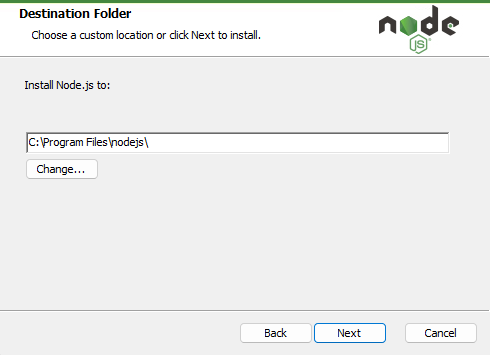 Destination Folder
Choose a custom location or click Next to install.
node
JS
Install Node.js to:
C:\Program Files\nodejs\
Change...
Back
Next
Cancel